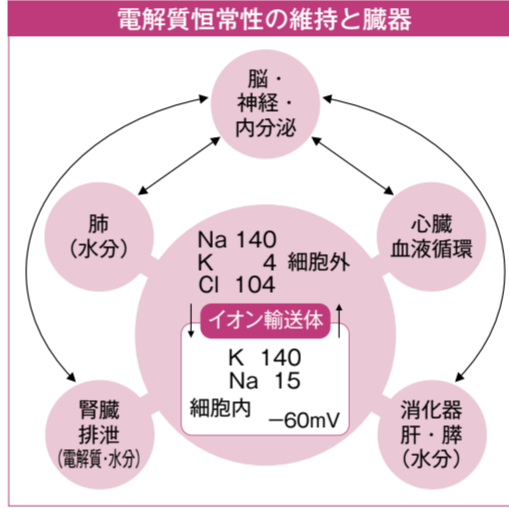 電解質恒常性の維持と臓器
脳・
神経・
内分泌
肺
（水分）
心臓
血液循環
Na 140
K 4 細胞外
Cl 104
イオン輸送体
K 140
Na 15
細胞内
−60mV
腎臓
排泄
（電解質・水分）
消化器
肝・膵
（水分）